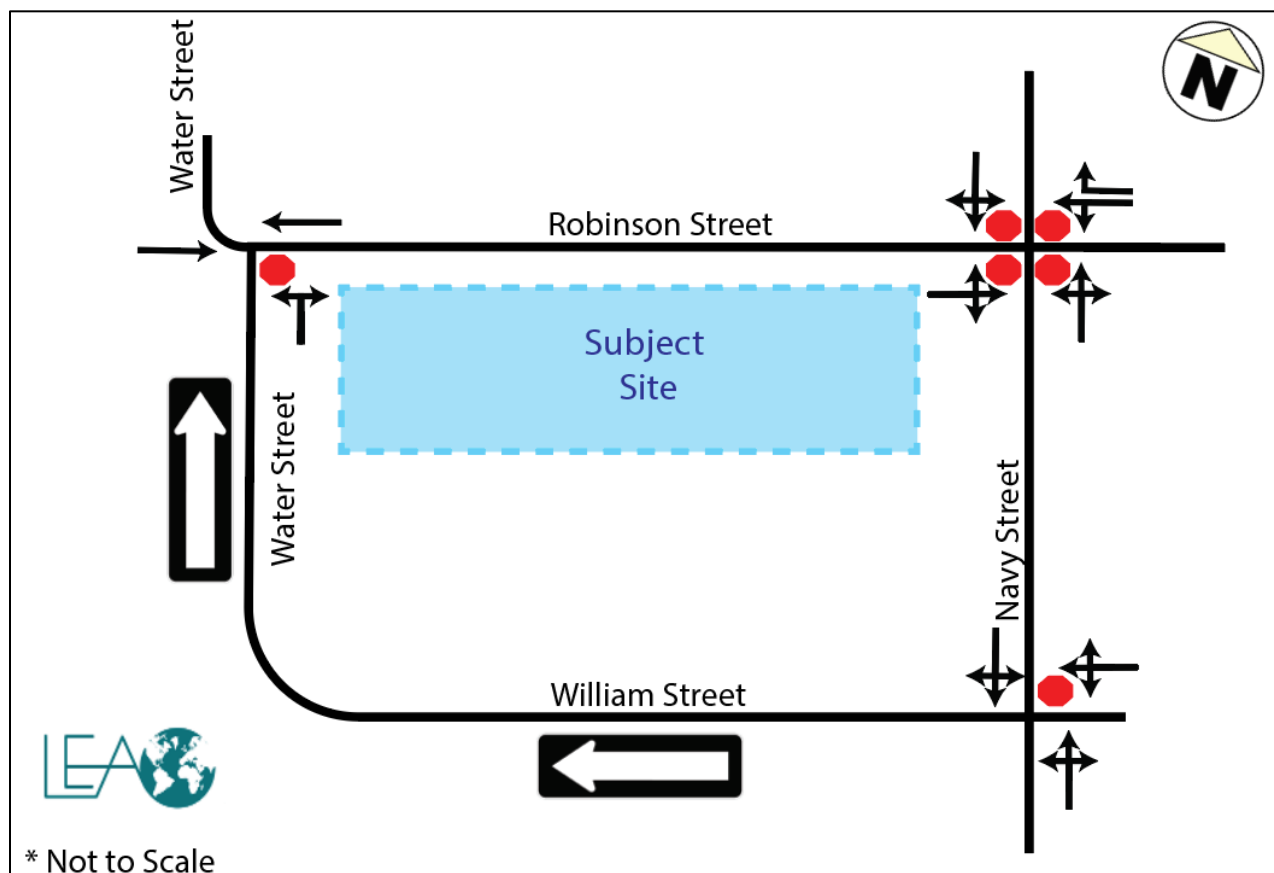 Water Street
N
Robinson Street
Subject
Site
Water Street
Navy Street
William Street
LEA
* Not to Scale